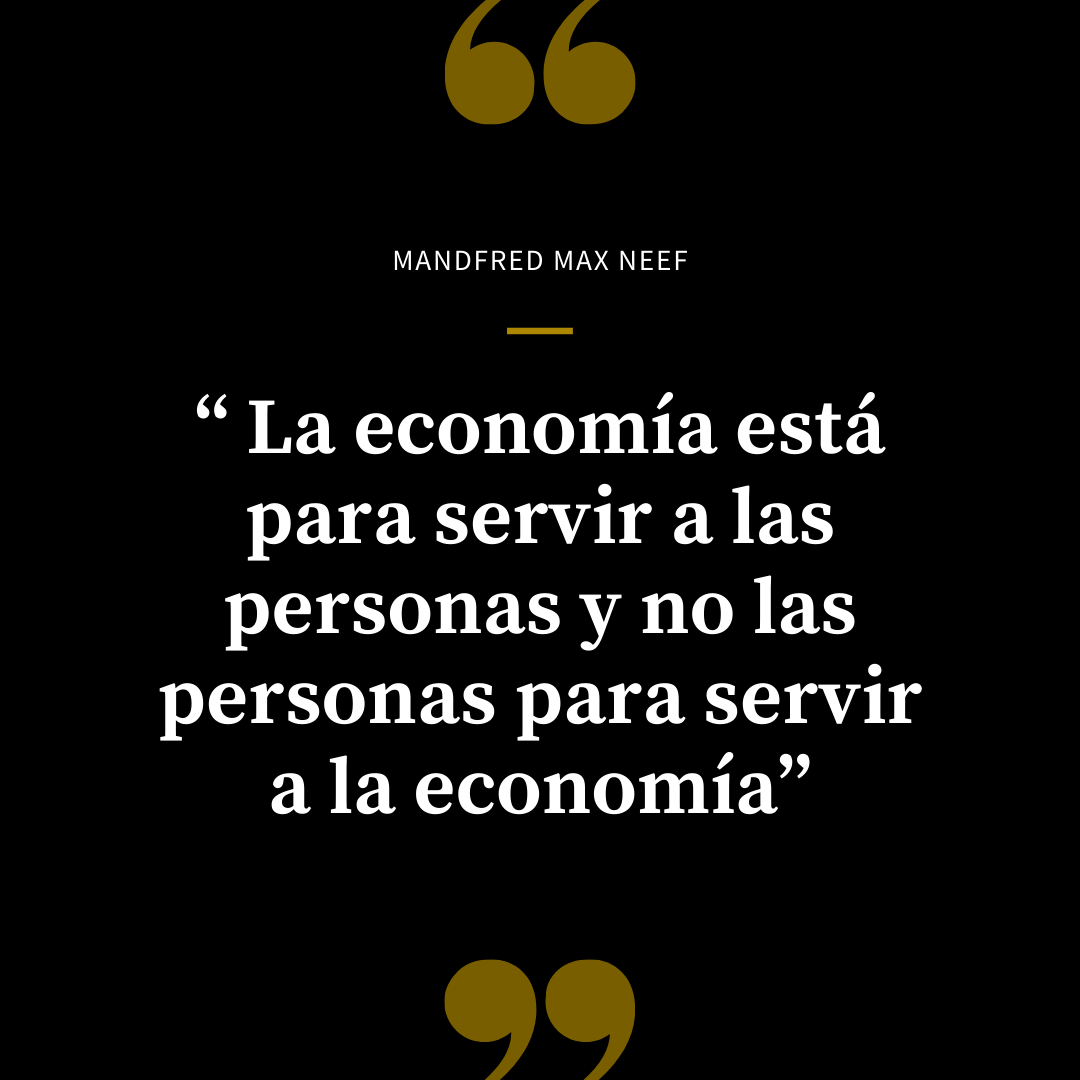 MANDFRED MAX NEEF
“ La economía está
para servir a las
personas y no las
personas para servir
a la economía”